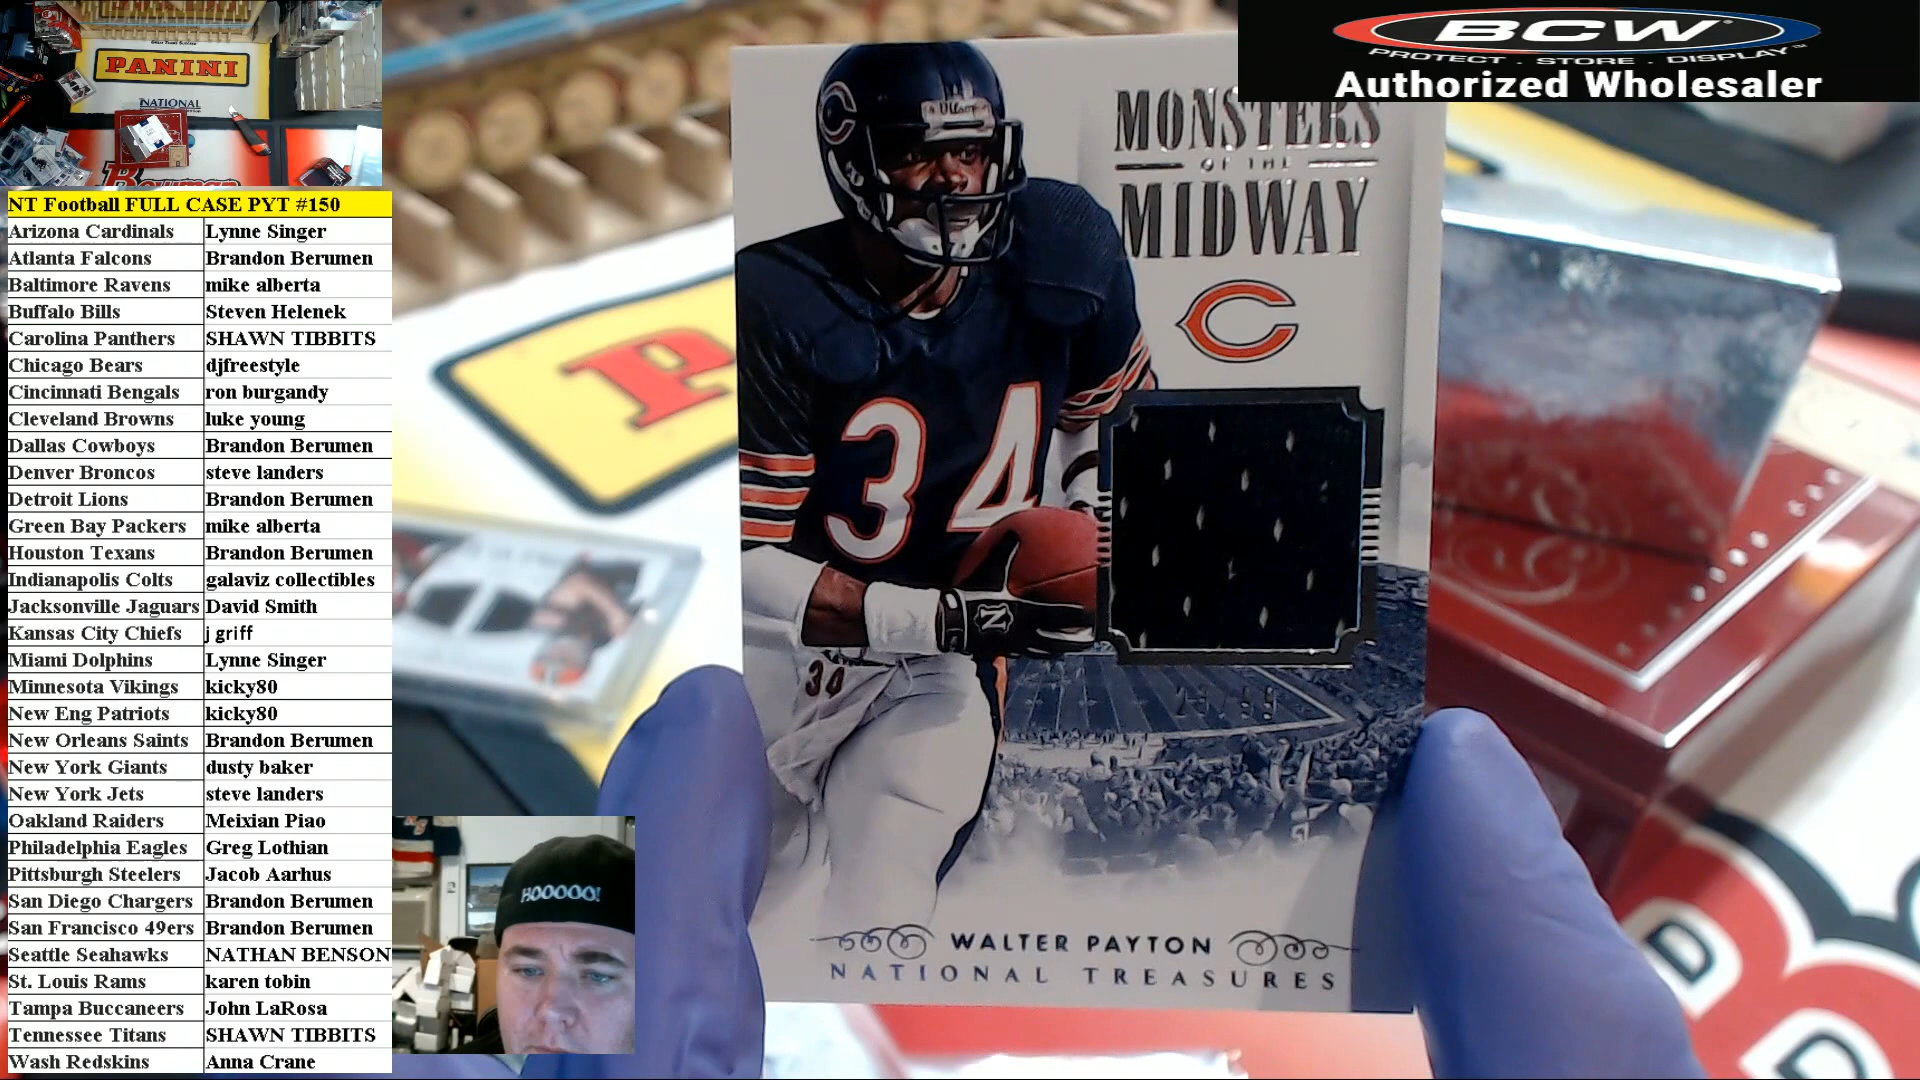 GREAT THINGS SUCCEED
PANINI
NATIONAL
Bowman
NT Football FULL CASE PYT #150
Arizona Cardinals Lynne Singer
Atlanta Falcons Brandon Berumen
Baltimore Ravens mike alberta
Buffalo Bills Steven Helenek
Carolina Panthers SHAWN TIBBITS
Chicago Bears djfreestyle
Cincinnati Bengals ron burgandy
Cleveland Browns luke young
Dallas Cowboys Brandon Berumen
Denver Broncos steve landers
Detroit Lions Brandon Berumen
Green Bay Packers mike alberta
Houston Texans Brandon Berumen
Indianapolis Colts galaviz collectibles
Jacksonville Jaguars David Smith
Kansas City Chiefs j griff
Miami Dolphins Lynne Singer
Minnesota Vikings kicky80
New Eng Patriots kicky80
New Orleans Saints Brandon Berumen
New York Giants dusty baker
New York Jets steve landers
Oakland Raiders Meixian Piao
Philadelphia Eagles Greg Lothian
Pittsburgh Steelers Jacob Aarhus
San Diego Chargers Brandon Berumen
San Francisco 49ers Brandon Berumen
Seattle Seahawks NATHAN BENSON
St. Louis Rams karen tobin
Tampa Buccaneers John LaRosa
Tennessee Titans SHAWN TIBBITS
Wash Redskins Anna Crane
HOOOOO!
BCW
PROTECT . STORE . DISPLAY™
Authorized Wholesaler
MONSTERS
OF THE
MIDWAY
C
Wilson
C
34
N
34
WALTER PAYTON
NATIONAL TREASURES
P
D
D